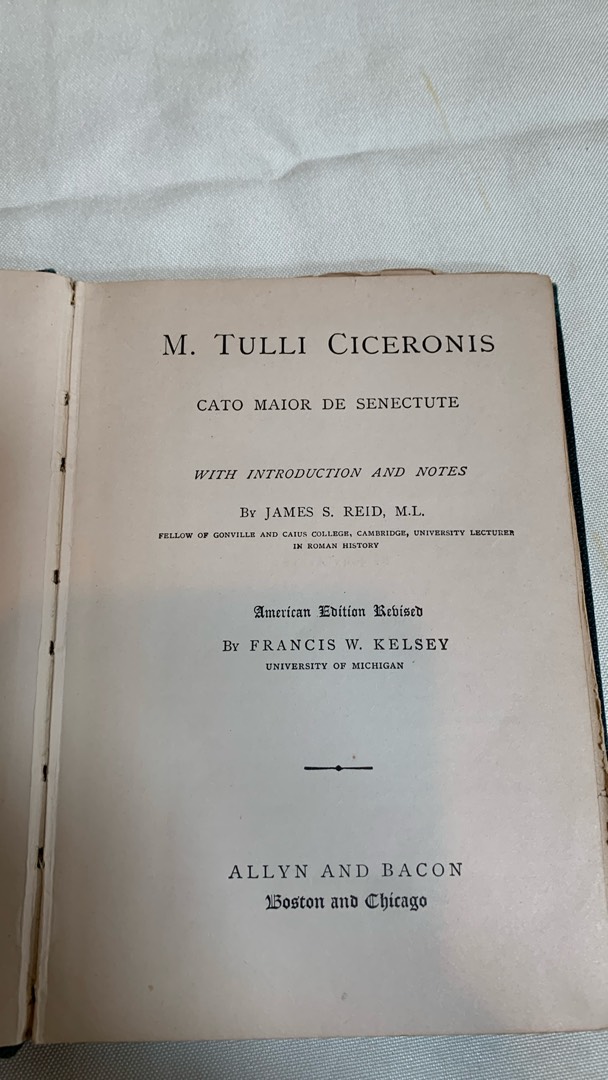 M. TULLI CICERONIS
CATO MAIOR DE SENECTUTE
WITH INTRODUCTION AND NOTES
BY JAMES S. REID, M.L.
FELLOW OF GONVILLE AND CAIUS COLLEGE, CAMBRIDGE, UNIVERSITY LECTURER
IN ROMAN HISTORY
American Edition Revised
BY FRANCIS W. KELSEY
UNIVERSITY OF MICHIGAN
ALLYN AND BACON
Boston and Chicago